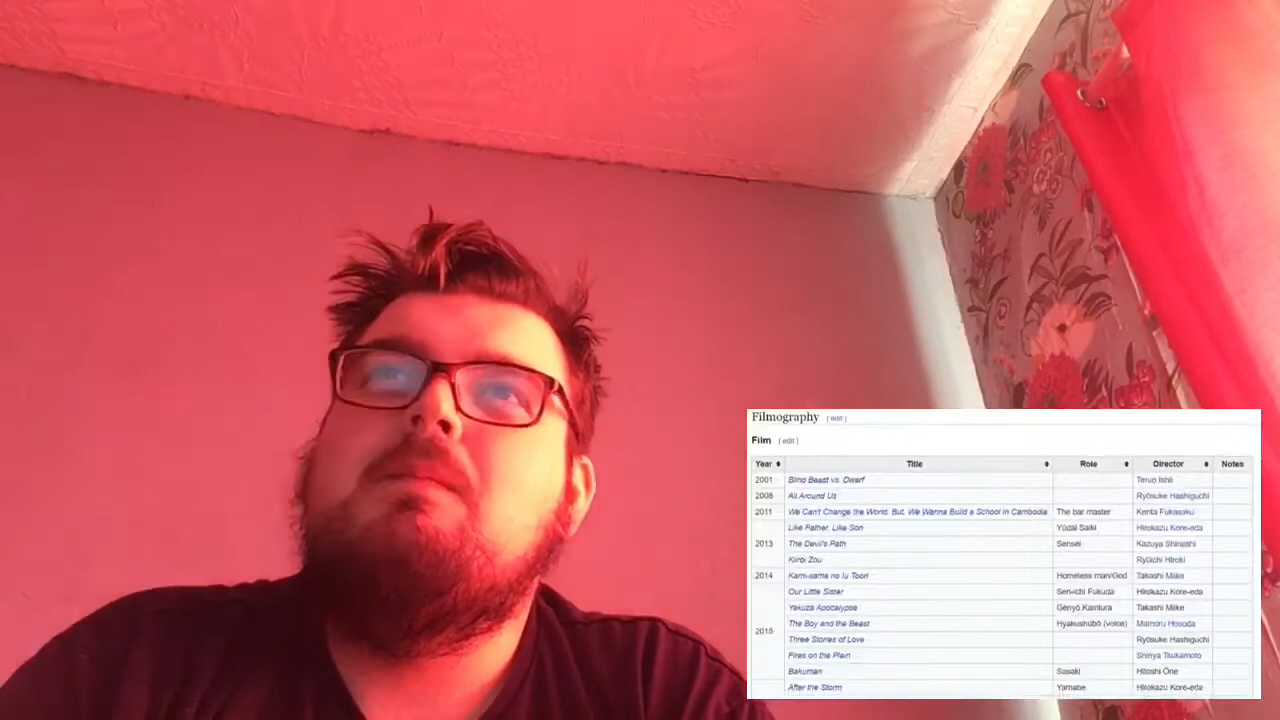 Filmography [ edit ]
Film [ edit ]
Year Title Role Director Notes
2001 Blind Beast vs. Dwarf Teruo Ishii
2008 All Around Us Ryōsuke Hashiguchi
2011 We Can't Change the World. But, We Wanna Build a School in Cambodia The bar master Kenta Fukasaku
Like Father, Like Son Yūdai Saiki Hirokazu Kore-eda
2013 The Devil's Path Sensei Kazuya Shiraishi
Kiiroi Zou Ryūichi Hiroki
2014 Kami-sama no Iu Toori Homeless man/God Takashi Miike
Our Little Sister Sen-ichi Fukuda Hirokazu Kore-eda
Yakuza Apocalypse Genyō Kamiura Takashi Miike
The Boy and the Beast Hyakushūbō (voice) Mamoru Hosoda
2015 Three Stories of Love Ryōsuke Hashiguchi
Fires on the Plain Shinya Tsukamoto
Bakuman Sasaki Hitoshi Ōne
After the Storm Yamabe Hirokazu Kore-eda